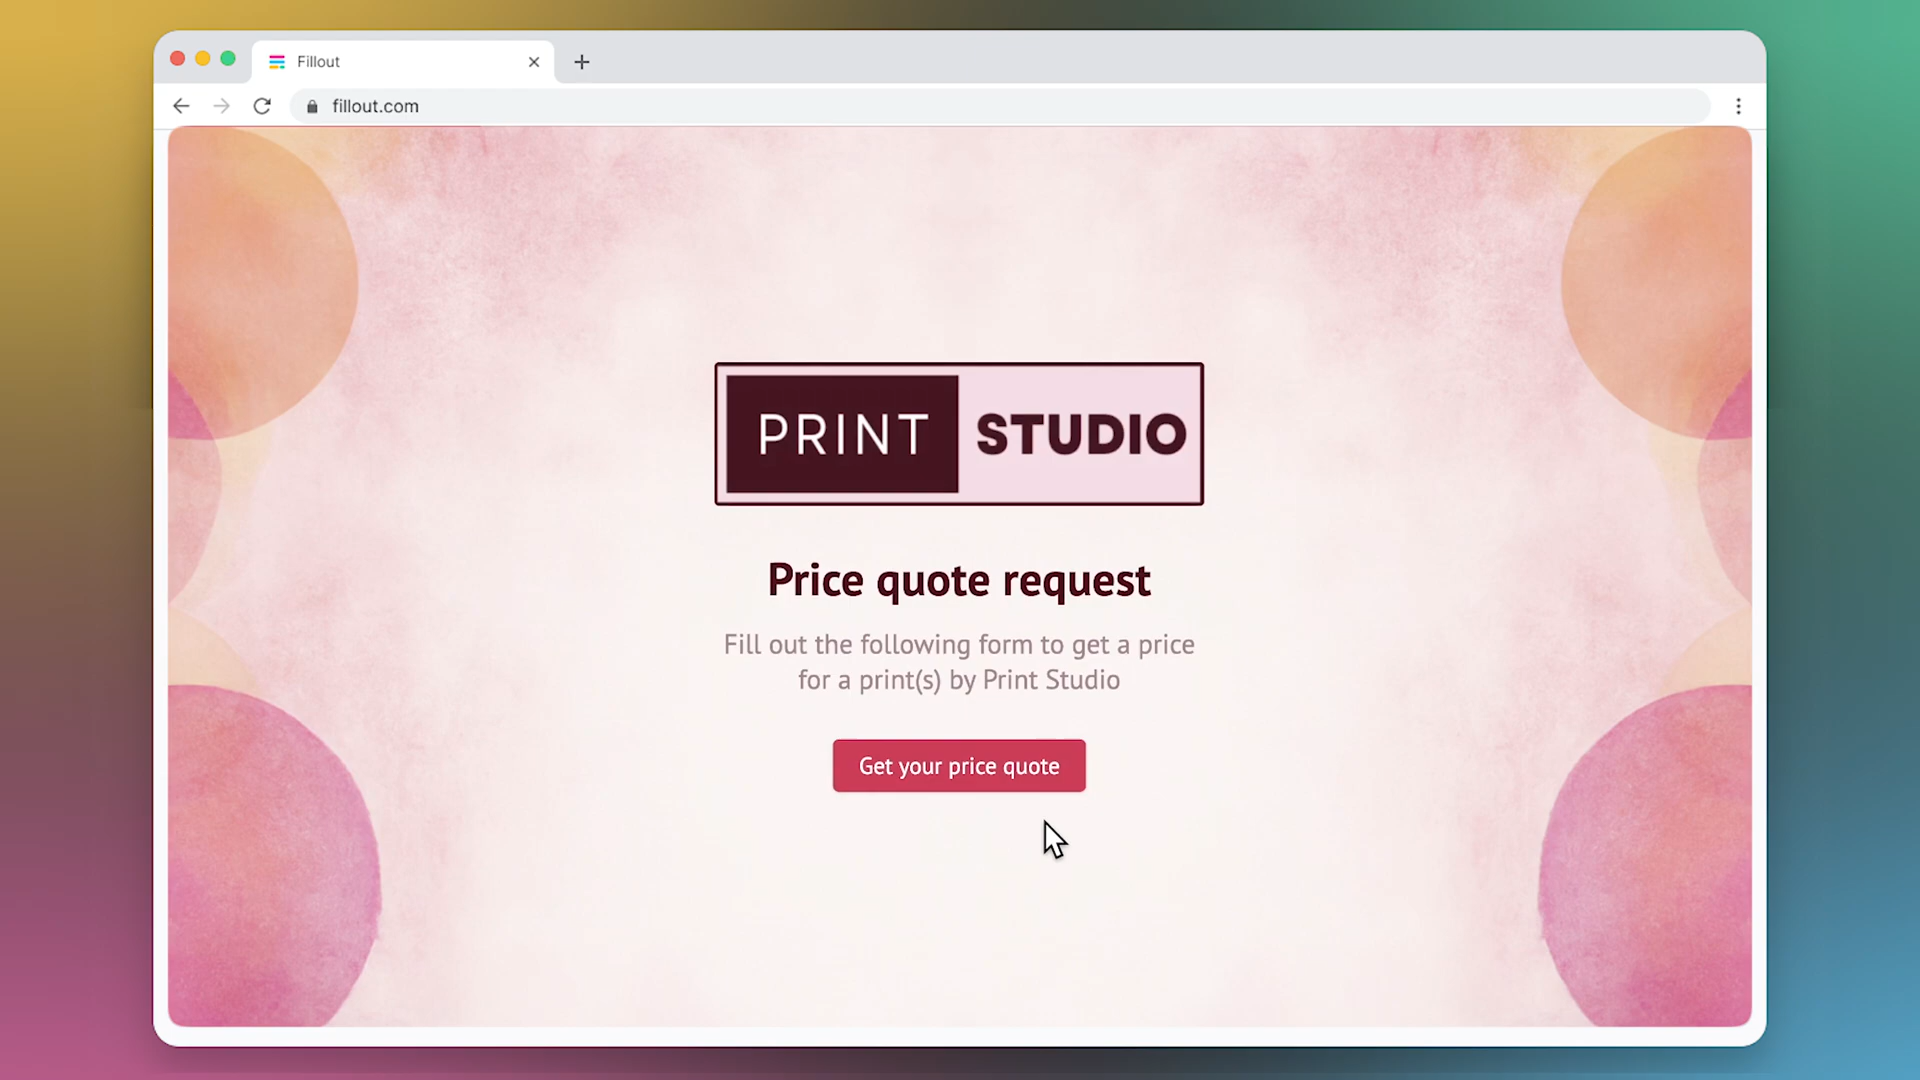 Fillout
fillout.com
PRINT STUDIO
Price quote request
Fill out the following form to get a price
for a print(s) by Print Studio
Get your price quote